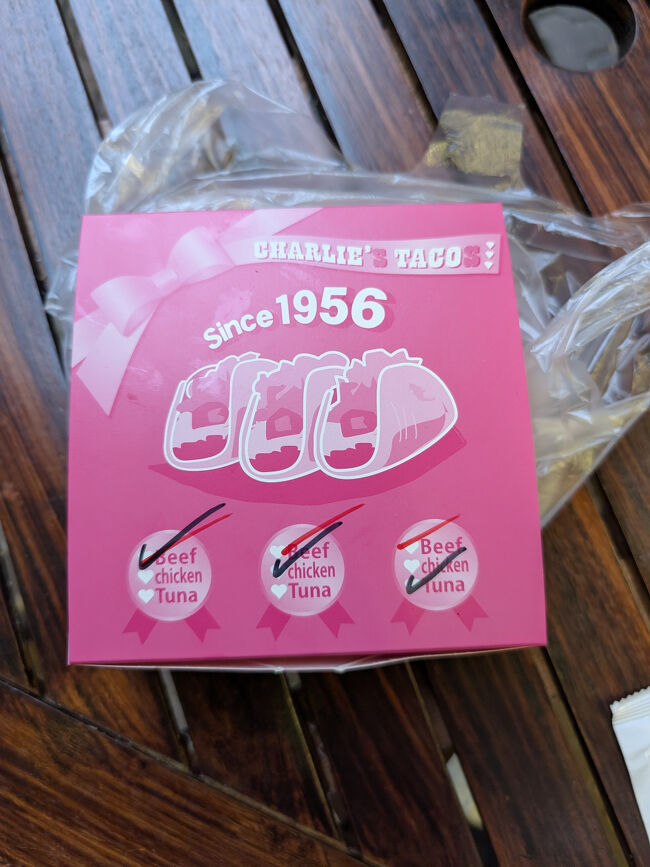 CHARLIE'S TACOS
Since 1956
Beef
chicken
Tuna
Beef
chicken
Tuna
Beef
chicken
Tuna